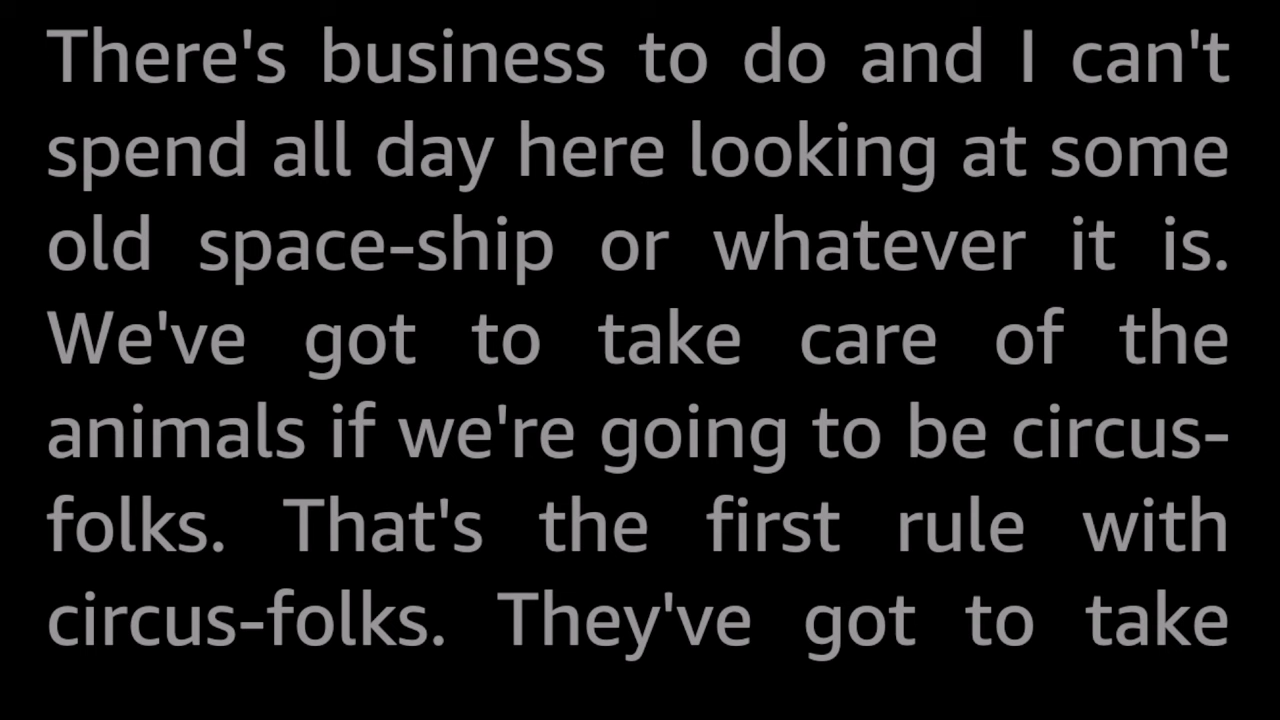 There's business to do and I can't
spend all day here looking at some
old space-ship or whatever it is.
We've got to take care of the
animals if we're going to be circus-
folks. That's the first rule with
circus-folks. They've got to take